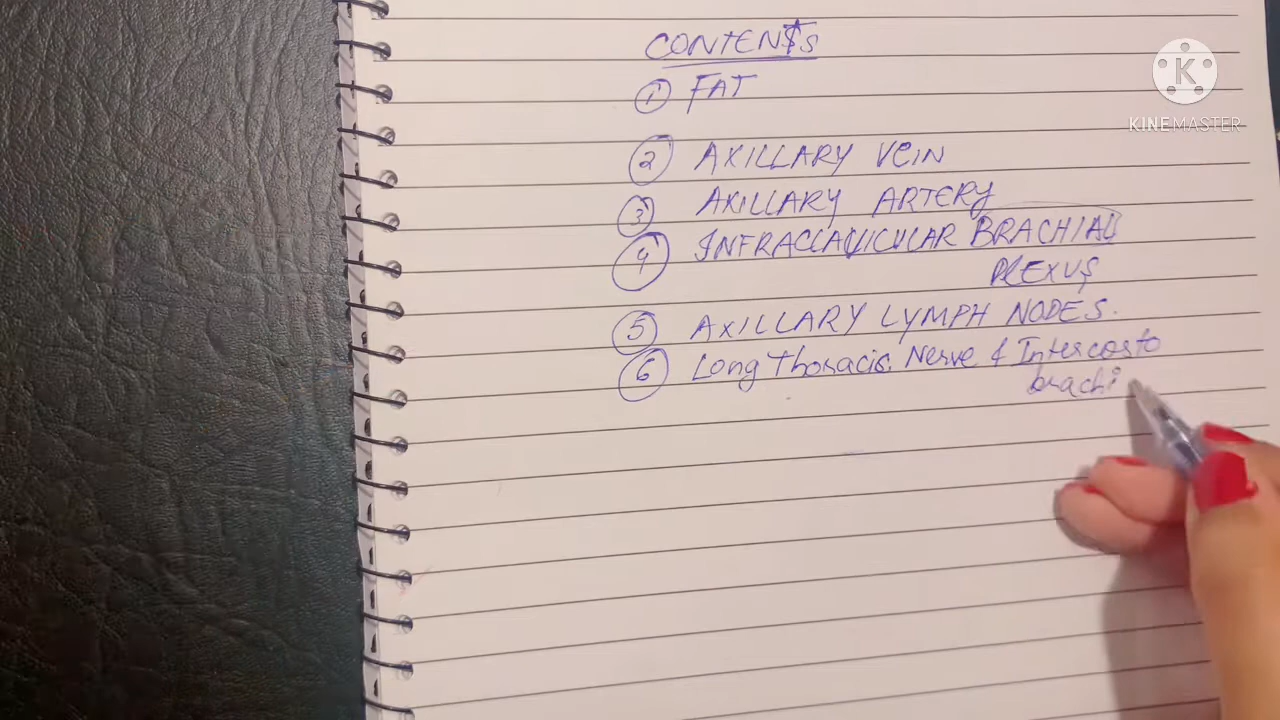 CONTENTS
① FAT
② AXILLARY VEIN
③ AXILLARY ARTERY
④ INFRACLAVICULAR BRACHIAL
PLEXUS
⑤ AXILLARY LYMPH NODES.
⑥ Long Thoracic Nerve & Intercosto
brachi
K
KINEMASTER